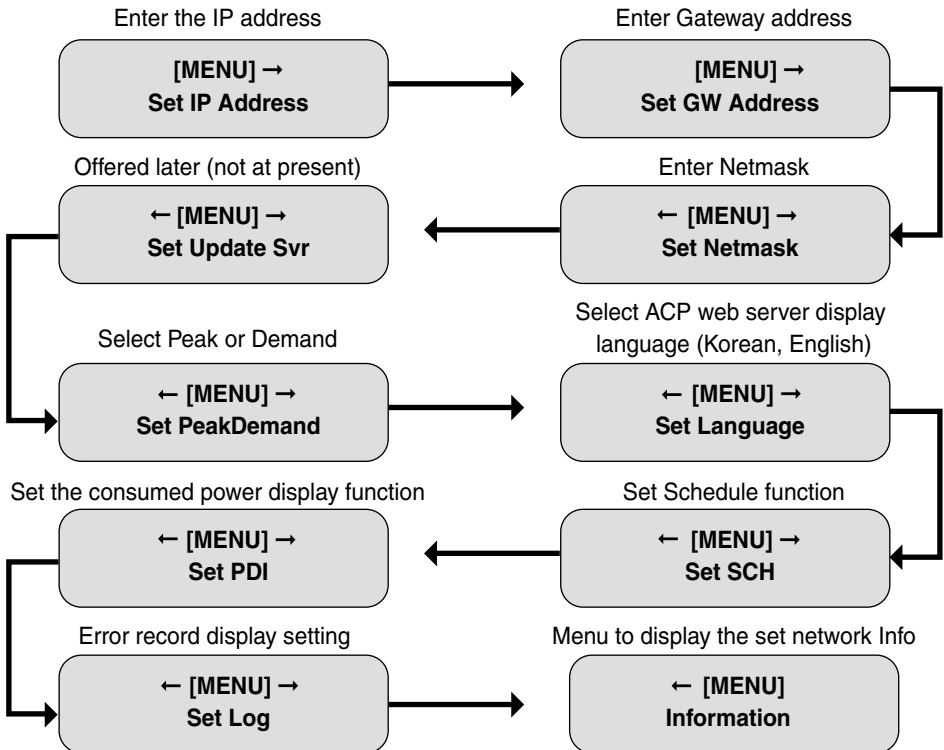 Enter the IP address
[MENU] →
Set IP Address
Enter Gateway address
[MENU] →
Set GW Address
Enter Netmask
← [MENU] →
Set Netmask
Offered later (not at present)
← [MENU] →
Set Update Svr
Select Peak or Demand
← [MENU] →
Set PeakDemand
Select ACP web server display
language (Korean, English)
← [MENU] →
Set Language
Set Schedule function
← [MENU] →
Set SCH
Set the consumed power display function
← [MENU] →
Set PDI
Error record display setting
← [MENU] →
Set Log
Menu to display the set network Info
← [MENU]
Information